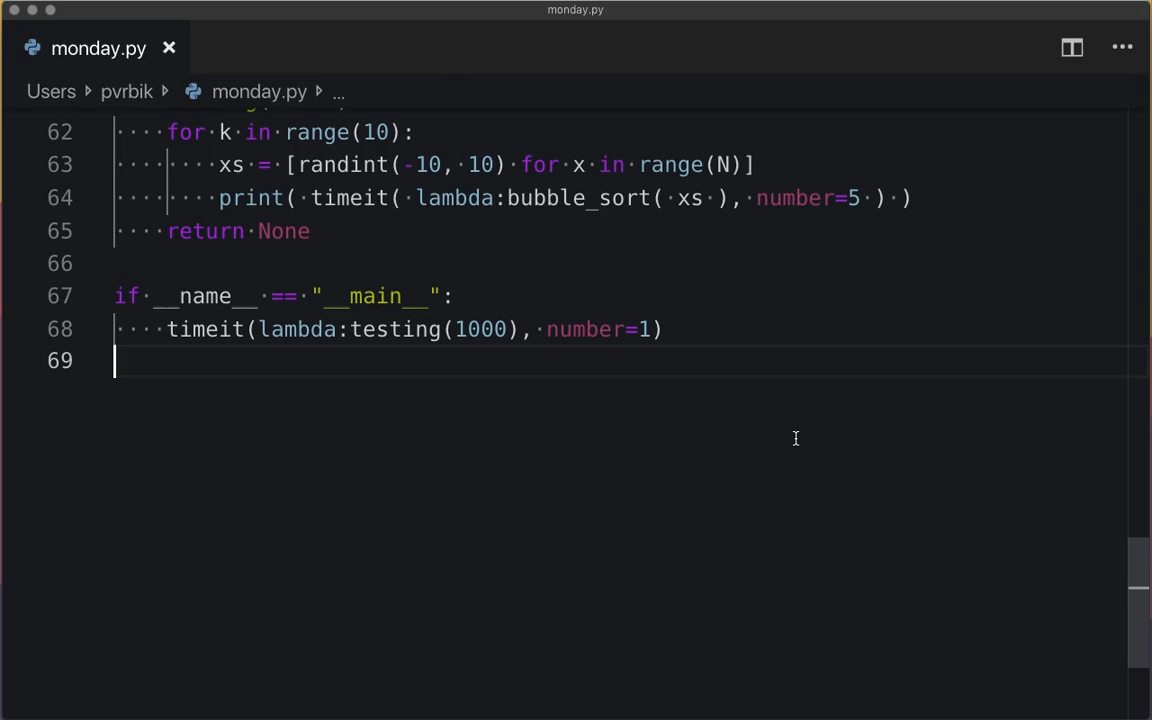 monday.py
monday.py
Users pvrbik monday.py ...
62 ····for·k·in·range(10):
63 ········xs·=·[randint(-10,·10)·for·x·in·range(N)]
64 ········print(·timeit(·lambda:bubble_sort(·xs·),·number=5·)·)
65 ····return·None
66
67 if·__name__·==·"__main__":
68 ····timeit(lambda:testing(1000),·number=1)
69